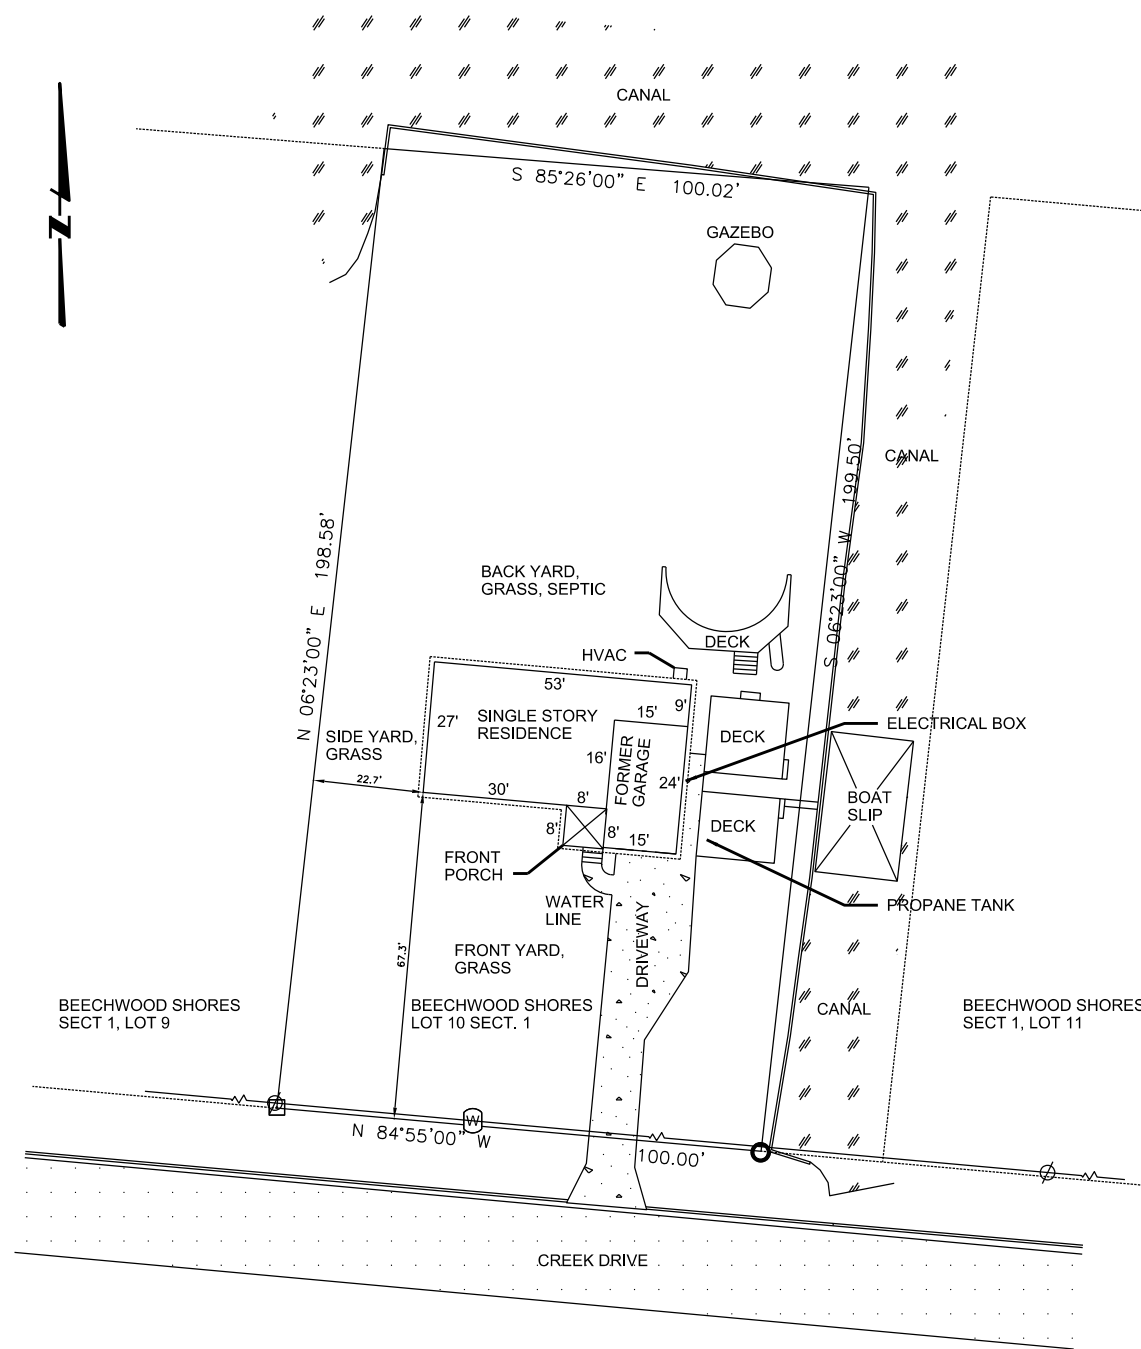 CANAL
S 85°26'00" E 100.02'
GAZEBO
N
CANAL
S 06°23'00" W 199.50'
N 06°23'00" E 198.58'
BACK YARD,
GRASS, SEPTIC
DECK
HVAC
53'
9'
27'
SINGLE STORY
RESIDENCE
15'
SIDE YARD,
GRASS
16'
FORMER
GARAGE
DECK
ELECTRICAL BOX
22.7'
24'
30'
8'
BOAT
SLIP
8'
8'
15'
DECK
FRONT
PORCH
WATER
LINE
PROPANE TANK
DRIVEWAY
67.3'
FRONT YARD,
GRASS
BEECHWOOD SHORES
SECT 1, LOT 9
BEECHWOOD SHORES
LOT 10 SECT. 1
CANAL
BEECHWOOD SHORES
SECT 1, LOT 11
W
N 84°55'00" W 100.00'
CREEK DRIVE